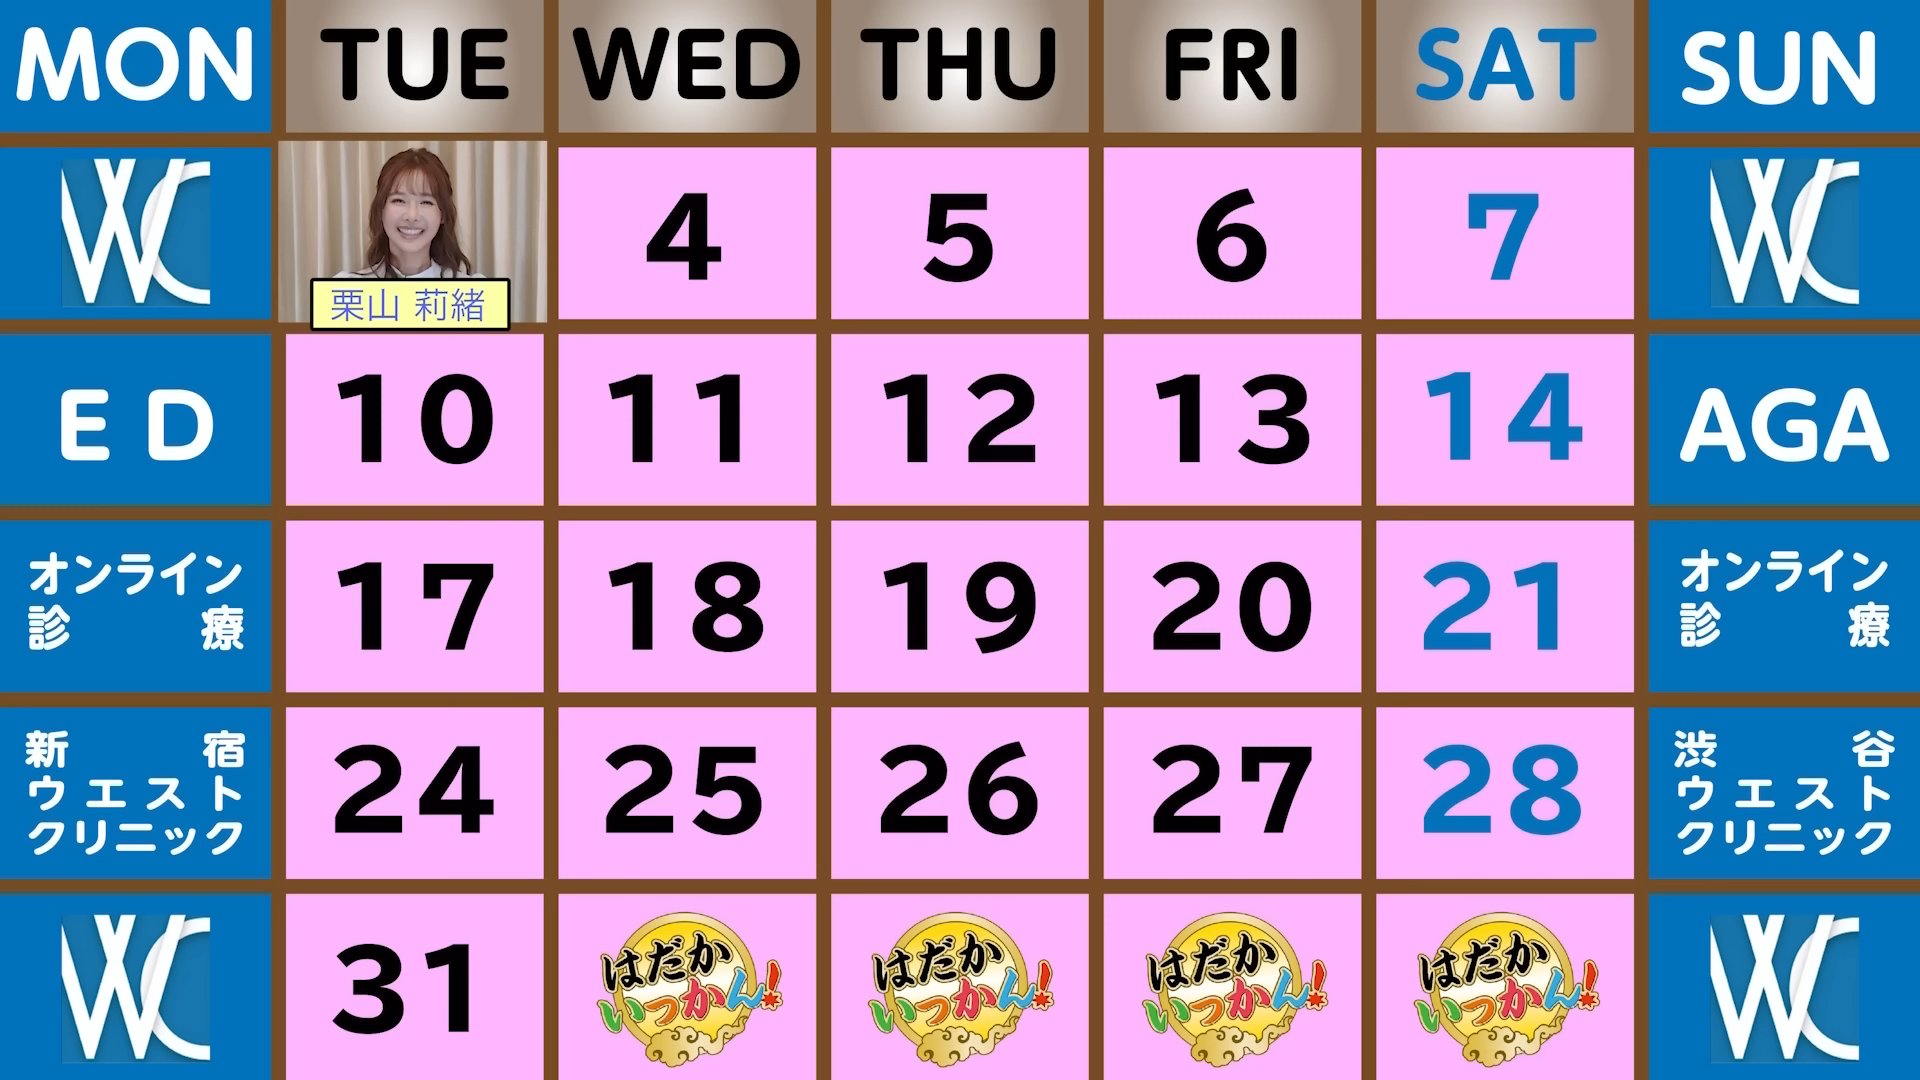 MON TUE WED THU FRI SAT SUN
WC 栗山 莉緒 4 5 6 7 WC
ED 10 11 12 13 14 AGA
オンライン
診療
17 18 19 20 21
オンライン
診療
新宿
ウエスト
クリニック
24 25 26 27 28
渋谷
ウエスト
クリニック
WC 31
はだか
いっかん!
はだか
いっかん!
はだか
いっかん!
はだか
いっかん!
WC